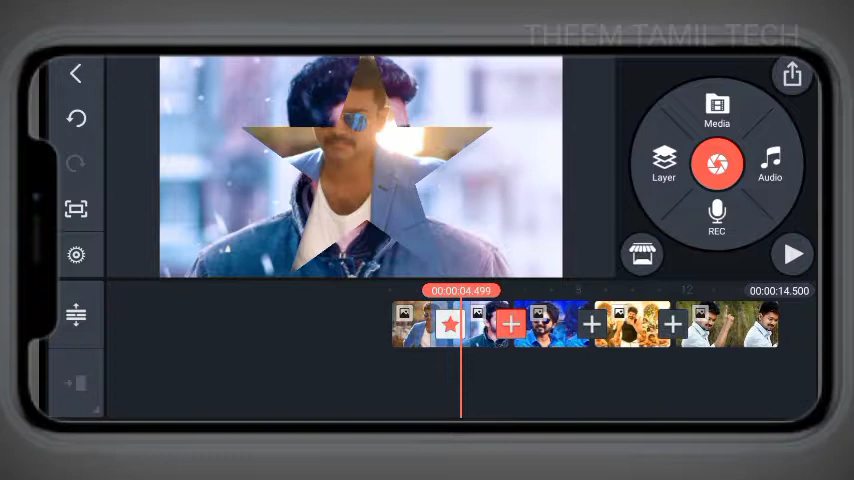 THEEM TAMIL TECH
Media
Layer
Audio
REC
00:00:04.499
8
12
00:00:14.500